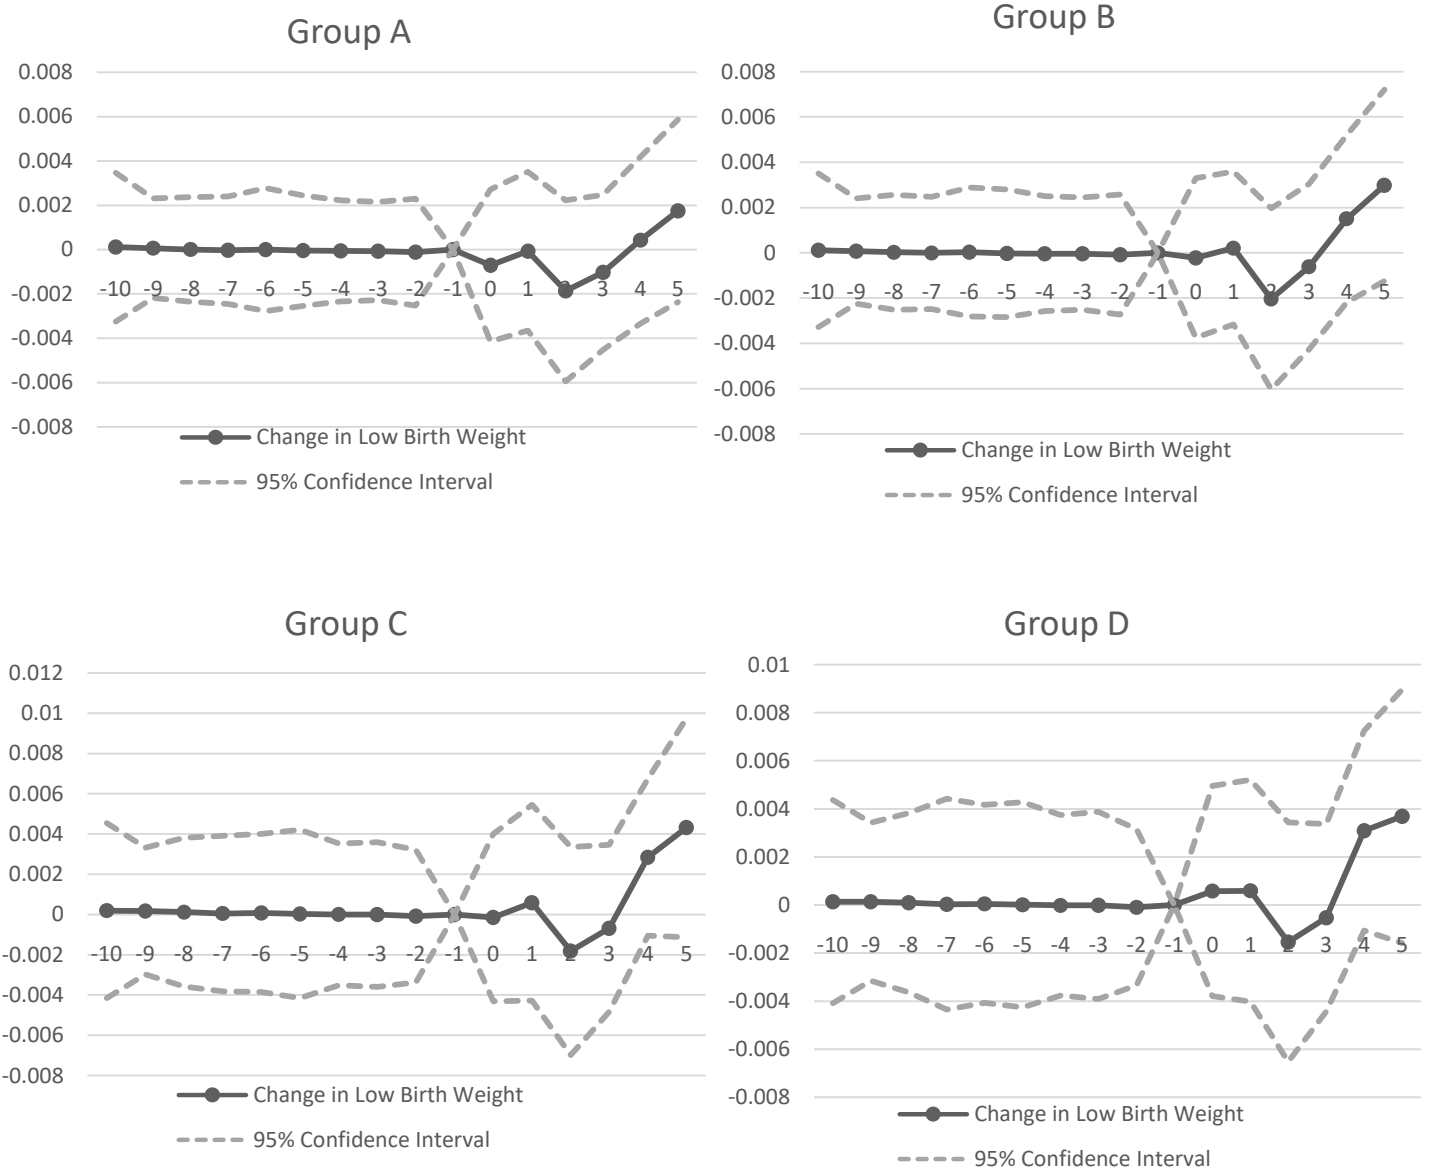 Group A
0.008
0.006
0.004
0.002
0
-0.002
-0.004
-0.006
-0.008
-10 -9 -8 -7 -6 -5 -4 -3 -2 -1 0 1 2 3 4 5
Change in Low Birth Weight
95% Confidence Interval
Group B
0.008
0.006
0.004
0.002
0
-0.002
-0.004
-0.006
-0.008
-10 -9 -8 -7 -6 -5 -4 -3 -2 -1 0 1 2 3 4 5
Change in Low Birth Weight
95% Confidence Interval
Group C
0.012
0.01
0.008
0.006
0.004
0.002
0
-0.002
-0.004
-0.006
-0.008
-10 -9 -8 -7 -6 -5 -4 -3 -2 -1 0 1 2 3 4 5
Change in Low Birth Weight
95% Confidence Interval
Group D
0.01
0.008
0.006
0.004
0.002
0
-0.002
-0.004
-0.006
-0.008
-10 -9 -8 -7 -6 -5 -4 -3 -2 -1 0 1 2 3 4 5
Change in Low Birth Weight
95% Confidence Interval